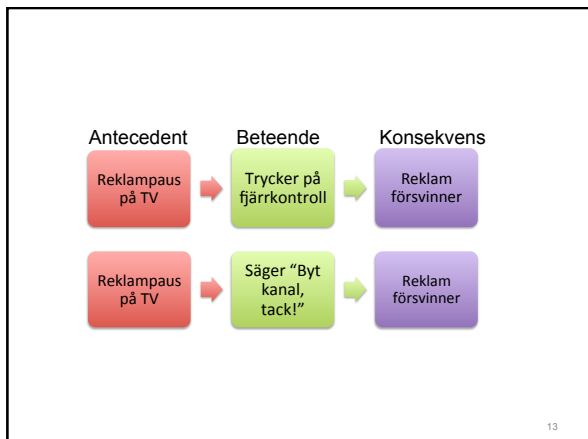 Antecedent Beteende Konsekvens
Reklampaus
på TV
Trycker på
fjärrkontroll
Reklam
försvinner
Reklampaus
på TV
Säger “Byt
kanal,
tack!”
Reklam
försvinner
13